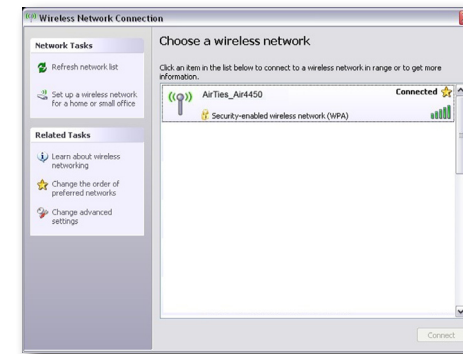 Wireless Network Connection
Network Tasks
Refresh network list
Set up a wireless network
for a home or small office
Related Tasks
Learn about wireless
networking
Change the order of
preferred networks
Change advanced
settings
Choose a wireless network
Click an item in the list below to connect to a wireless network in range or to get more
information.
AirTies_Air4450
Connected
Security-enabled wireless network (WPA)
Connect